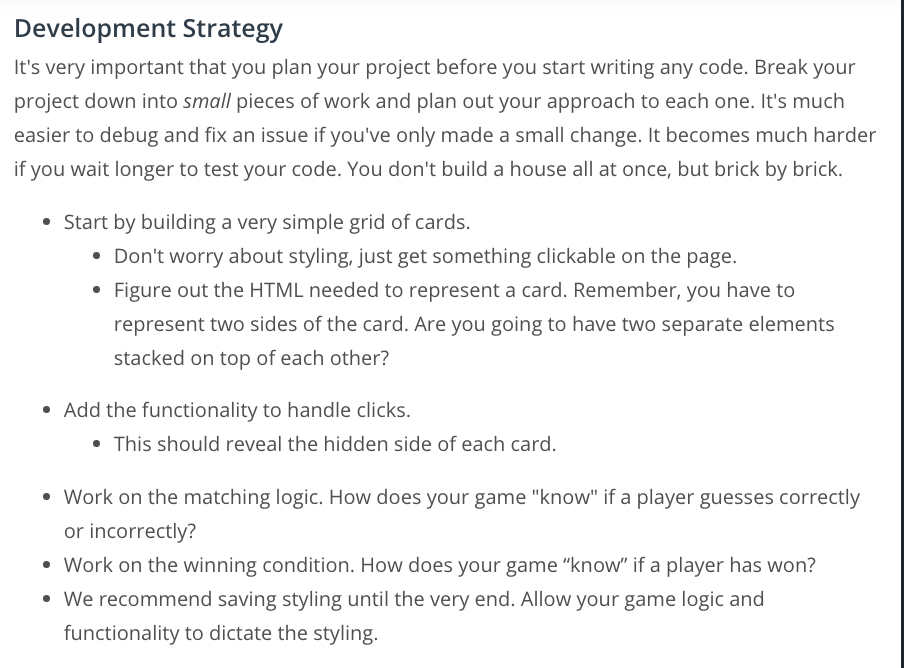 Development Strategy
It's very important that you plan your project before you start writing any code. Break your
project down into small pieces of work and plan out your approach to each one. It's much
easier to debug and fix an issue if you've only made a small change. It becomes much harder
if you wait longer to test your code. You don't build a house all at once, but brick by brick.
• Start by building a very simple grid of cards.
• Don't worry about styling, just get something clickable on the page.
• Figure out the HTML needed to represent a card. Remember, you have to
represent two sides of the card. Are you going to have two separate elements
stacked on top of each other?
• Add the functionality to handle clicks.
• This should reveal the hidden side of each card.
• Work on the matching logic. How does your game "know" if a player guesses correctly
or incorrectly?
• Work on the winning condition. How does your game “know” if a player has won?
• We recommend saving styling until the very end. Allow your game logic and
functionality to dictate the styling.